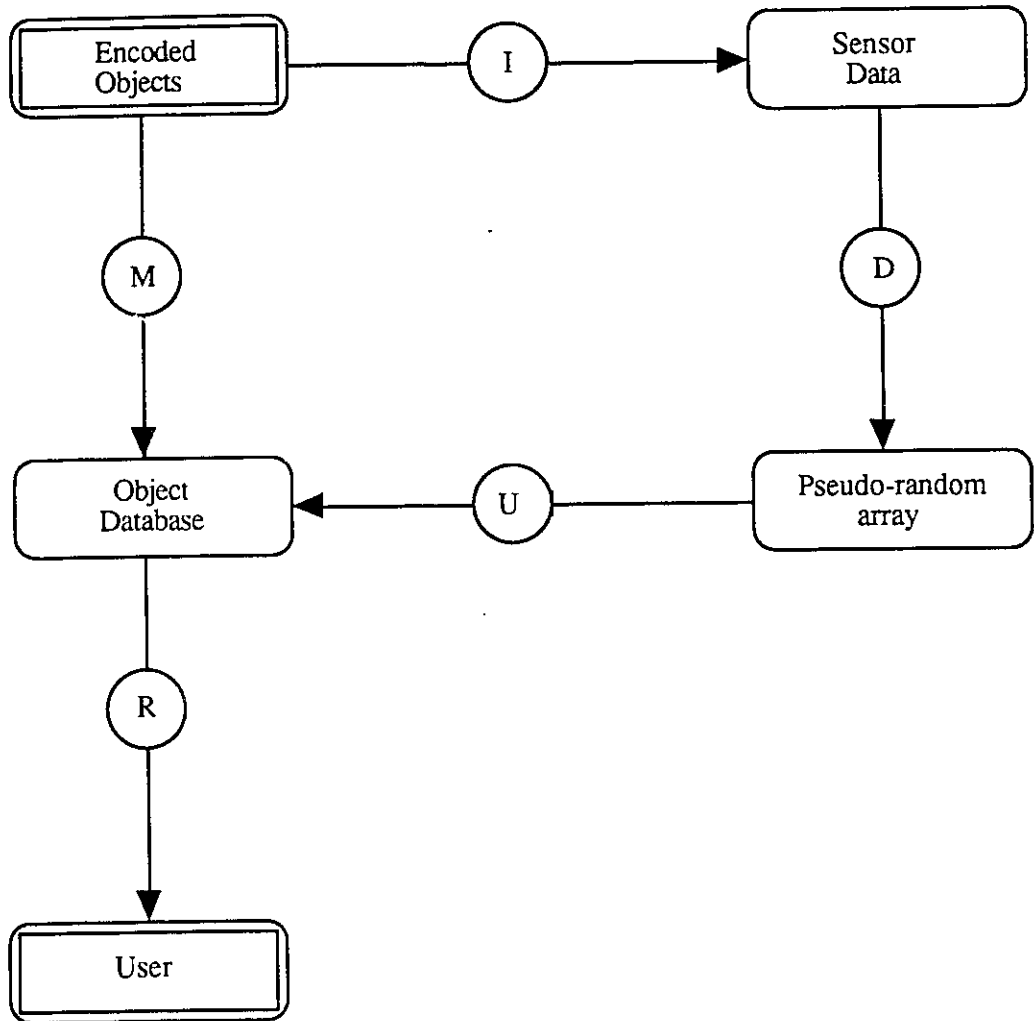 Encoded
Objects
I
Sensor
Data
M
D
Object
Database
U
Pseudo-random
array
R
User